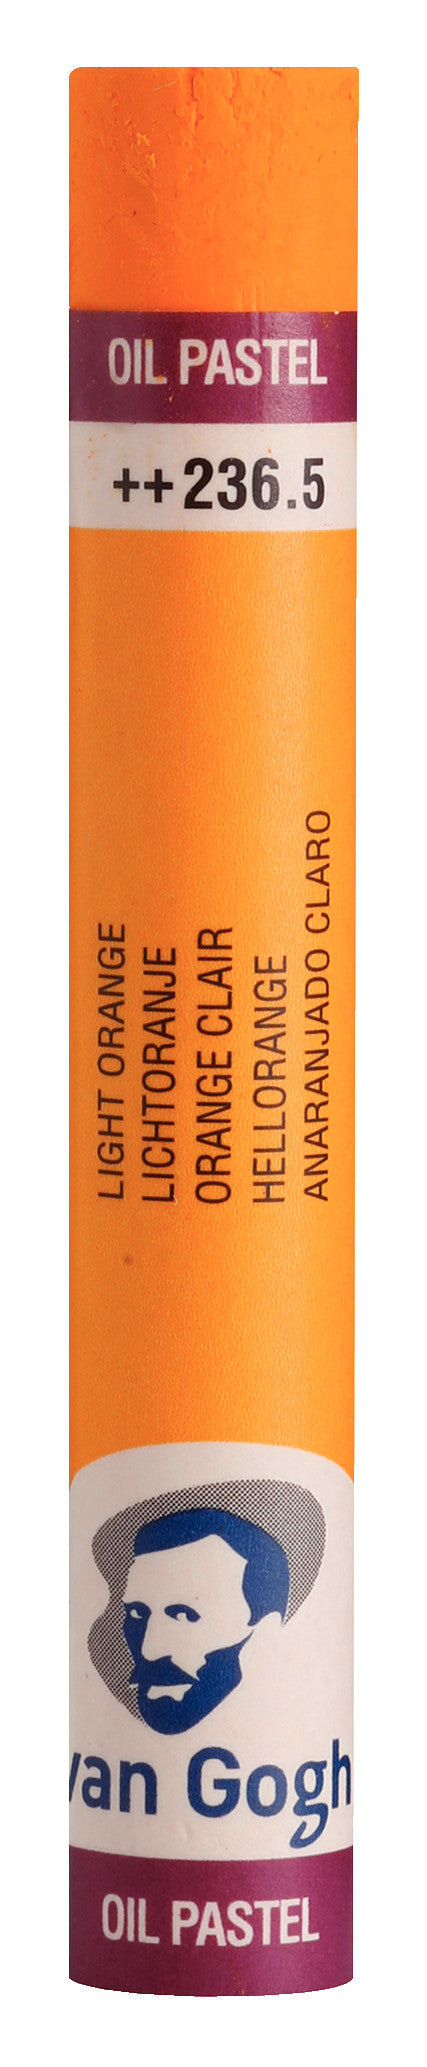 OIL PASTEL
++236.5
LIGHT ORANGE
LICHTORANJE
ORANGE CLAIR
HELLORANGE
ANARANJADO CLARO
van Gogh
OIL PASTEL